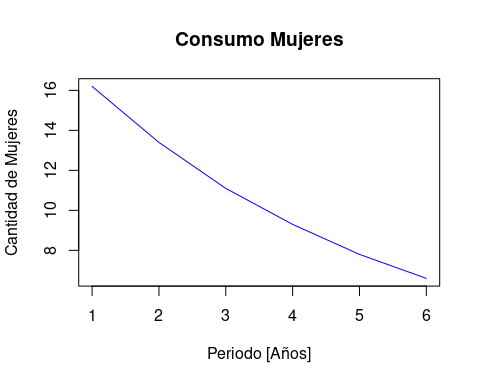 Consumo Mujeres
Cantidad de Mujeres
16
14
12
10
8
1 2 3 4 5 6
Periodo [Años]